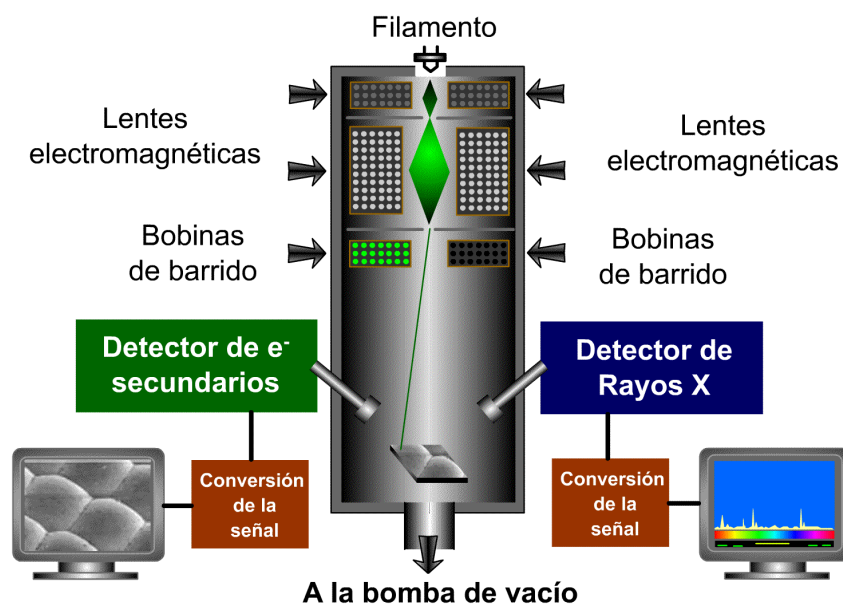 Filamento
Lentes
electromagnéticas
Lentes
electromagnéticas
Bobinas
de barrido
Bobinas
de barrido
Detector de e-
secundarios
Detector de
Rayos X
Conversión
de la
señal
Conversión
de la
señal
A la bomba de vacío